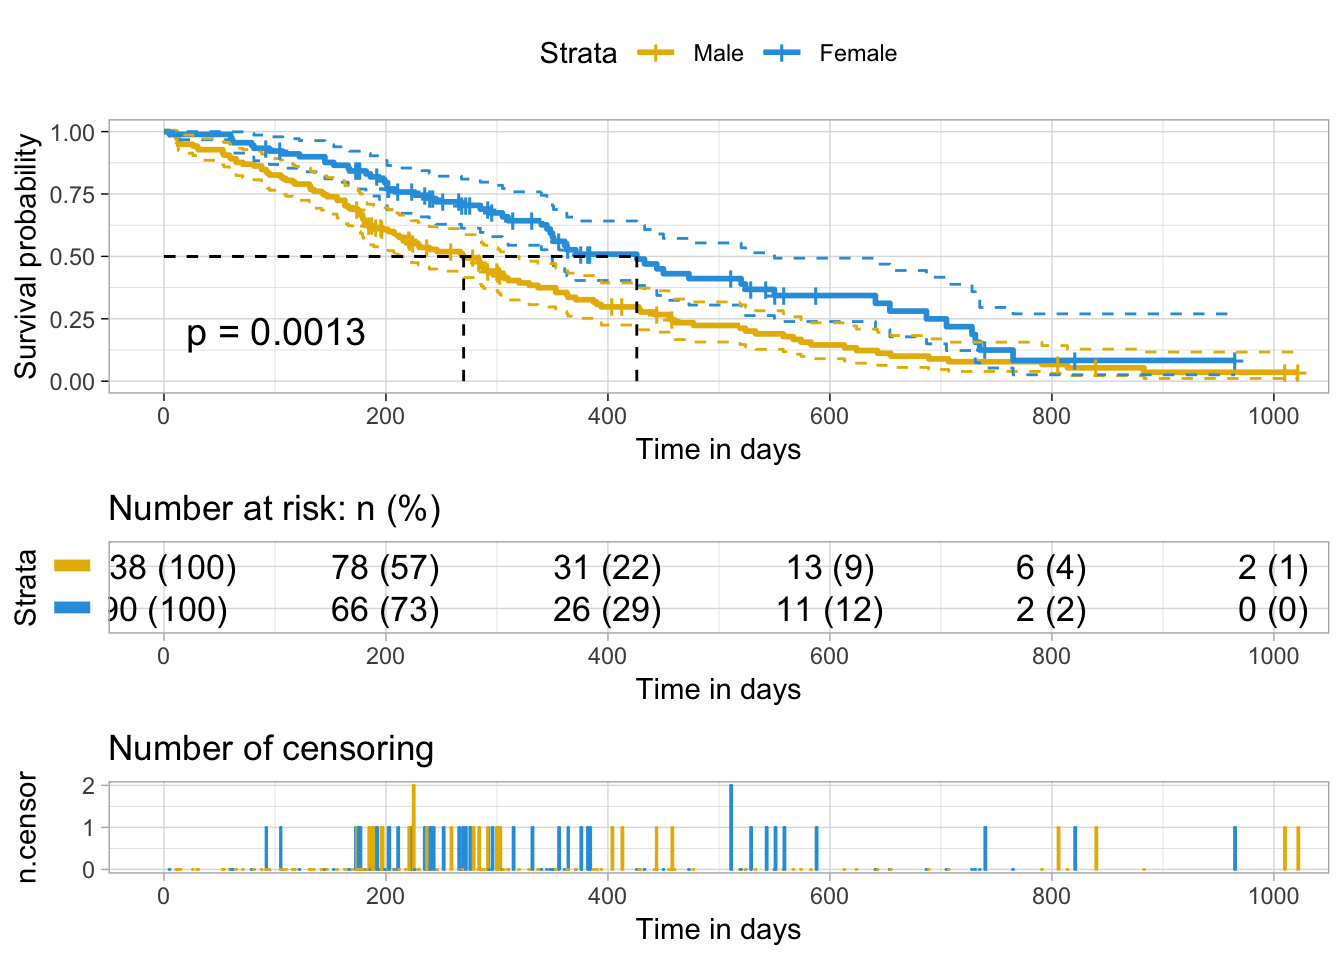 Strata Male Female
Survival probability
1.00
0.75
0.50
0.25
0.00
p = 0.0013
0 200 400 600 800 1000
Time in days
Number at risk: n (%)
Strata
38 (100) 78 (57) 31 (22) 13 (9) 6 (4) 2 (1)
90 (100) 66 (73) 26 (29) 11 (12) 2 (2) 0 (0)
0 200 400 600 800 1000
Time in days
Number of censoring
n.censor
2
1
0
0 200 400 600 800 1000
Time in days